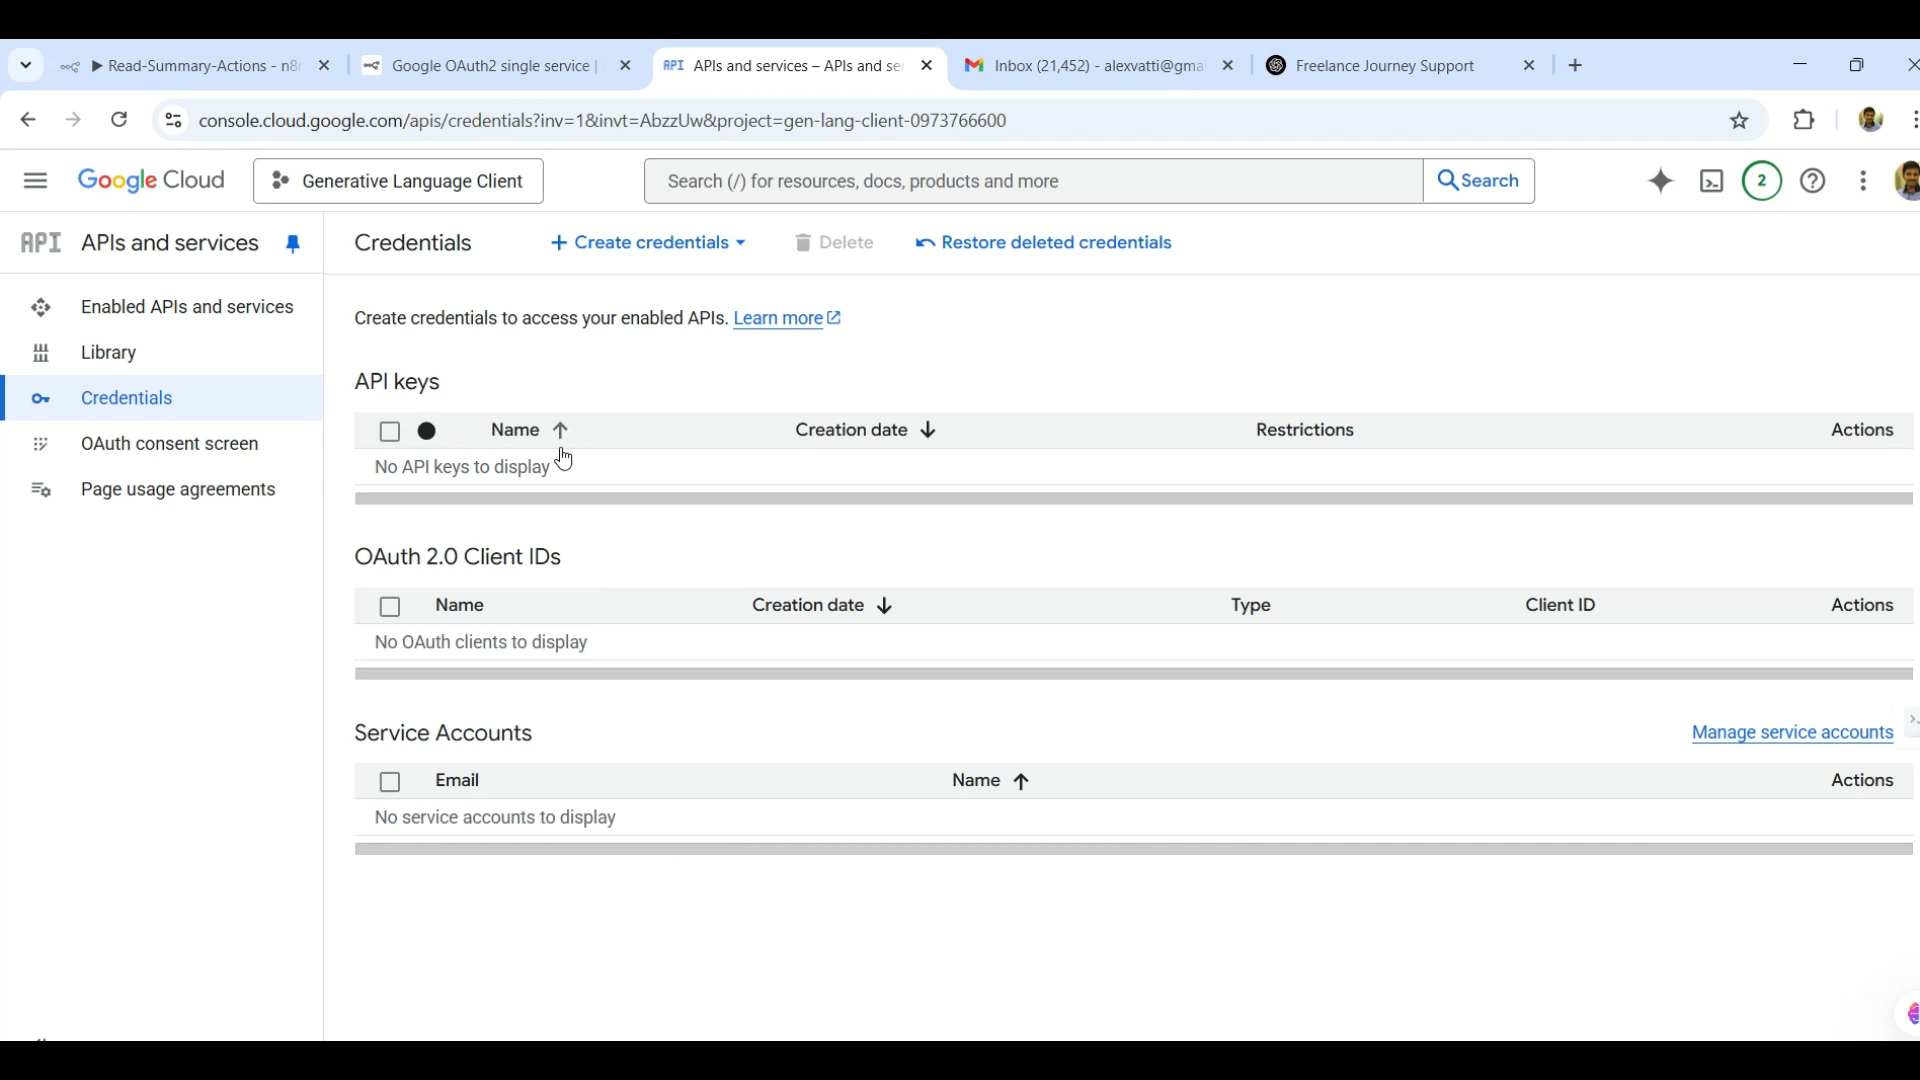 Read-Summary-Actions - n8
Google OAuth2 single service |
API APIs and services – APIs and se
Inbox (21,452) - alexvatti@gma
Freelance Journey Support
console.cloud.google.com/apis/credentials?inv=1&invt=AbzzUw&project=gen-lang-client-0973766600
Google Cloud
Generative Language Client
Search (/) for resources, docs, products and more
Search
2
API APIs and services
Credentials
+ Create credentials
Delete
Restore deleted credentials
Enabled APIs and services
Library
Credentials
OAuth consent screen
Page usage agreements
Create credentials to access your enabled APIs. Learn more
API keys
Name Creation date Restrictions Actions
No API keys to display
OAuth 2.0 Client IDs
Name Creation date Type Client ID Actions
No OAuth clients to display
Service Accounts
Manage service accounts
Email Name Actions
No service accounts to display